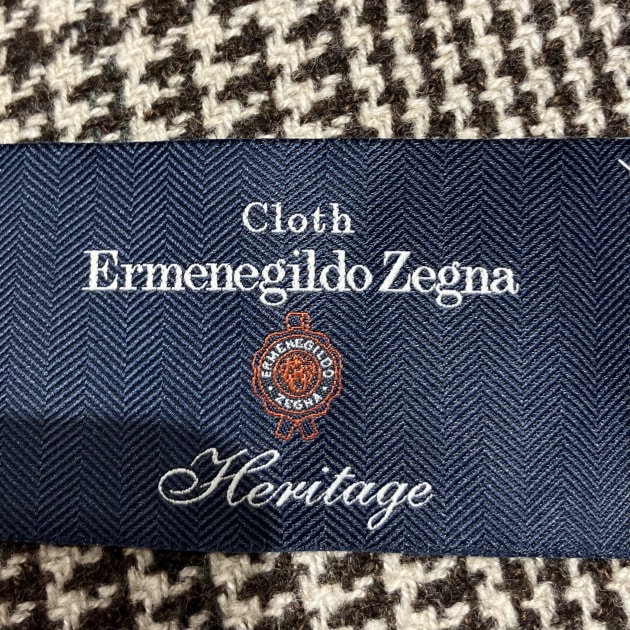 Cloth
Ermenegildo Zegna
ERMENEGILDO
ZEGNA
Heritage